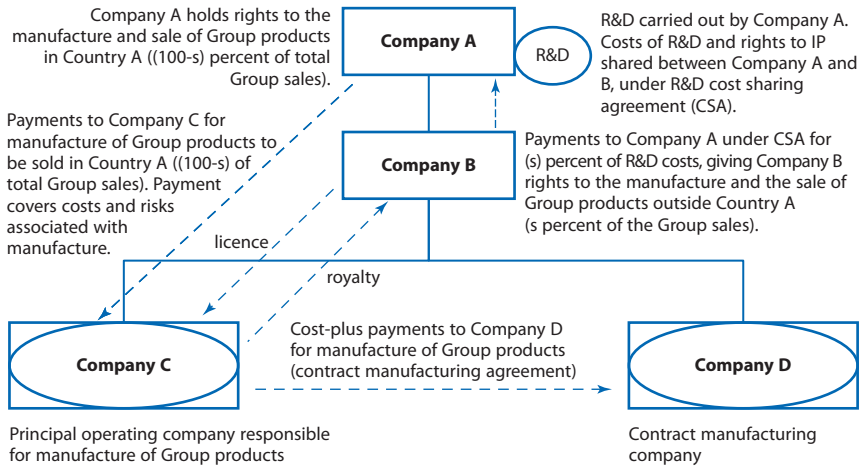 Company A holds rights to the
manufacture and sale of Group products
in Country A ((100-s) percent of total
Group sales).
Company A
R&D
R&D carried out by Company A.
Costs of R&D and rights to IP
shared between Company A and
B, under R&D cost sharing
agreement (CSA).
Payments to Company C for
manufacture of Group products to
be sold in Country A ((100-s) of
total Group sales). Payment
covers costs and risks
associated with
manufacture.
Company B
Payments to Company A under CSA for
(s) percent of R&D costs, giving Company B
rights to the manufacture and the sale of
Group products outside Country A
(s percent of the Group sales).
licence
royalty
Company C
Cost-plus payments to Company D
for manufacture of Group products
(contract manufacturing agreement)
Company D
Principal operating company responsible
for manufacture of Group products
Contract manufacturing
company